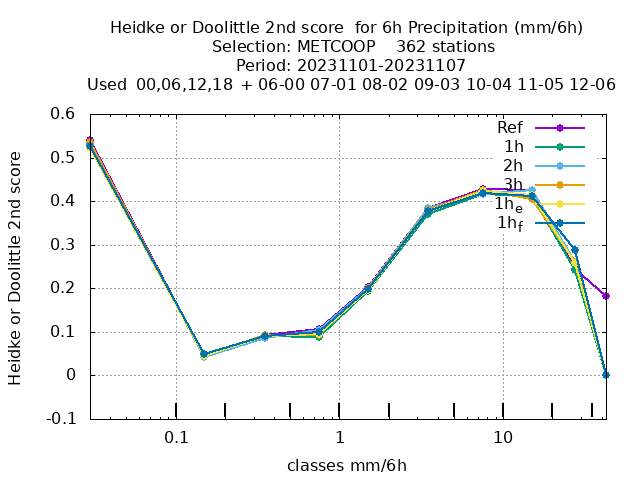 Heidke or Doolittle 2nd score  for 6h Precipitation (mm/6h)
Selection: METCOOP    362 stations
Period: 20231101-20231107
Used  00,06,12,18  + 06-00 07-01 08-02 09-03 10-04 11-05 12-06
0.6
0.5
0.4
0.3
0.2
0.1
0
-0.1
Heidke or Doolittle 2nd score
Ref
1h
2h
3h
1he
1hf
0.1 1 10
classes mm/6h